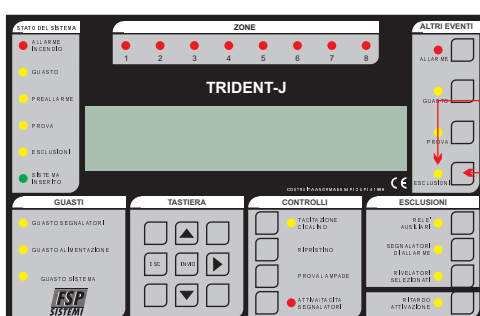 STATO DEL SISTEMA
ALLARME
INCENDIO
GUASTO
PREALLARME
PROVA
ESCLUSIONI
SISTEMA
INSERITO
ZONE
1 2 3 4 5 6 7 8
TRIDENT-J
CE
ALTRI EVENTI
ALLARME
GUASTO
PROVA
ESCLUSIONI
GUASTI
GUASTO SEGNALATORI
GUASTO ALIMENTAZIONE
GUASTO SISTEMA
FSP
SISTEMI
TASTIERA
ESC INVIO
CONTROLLI
TACITAZIONE
CICALINO
RIPRISTINO
PROVA LAMPADE
ATTIVA/TACITA
SEGNALATORI
ESCLUSIONI
RELE'
AUSILIARI
SEGNALATORI
DI ALLARME
RIVELATORI
SELEZIONATI
RITARDO
ATTIVAZIONE